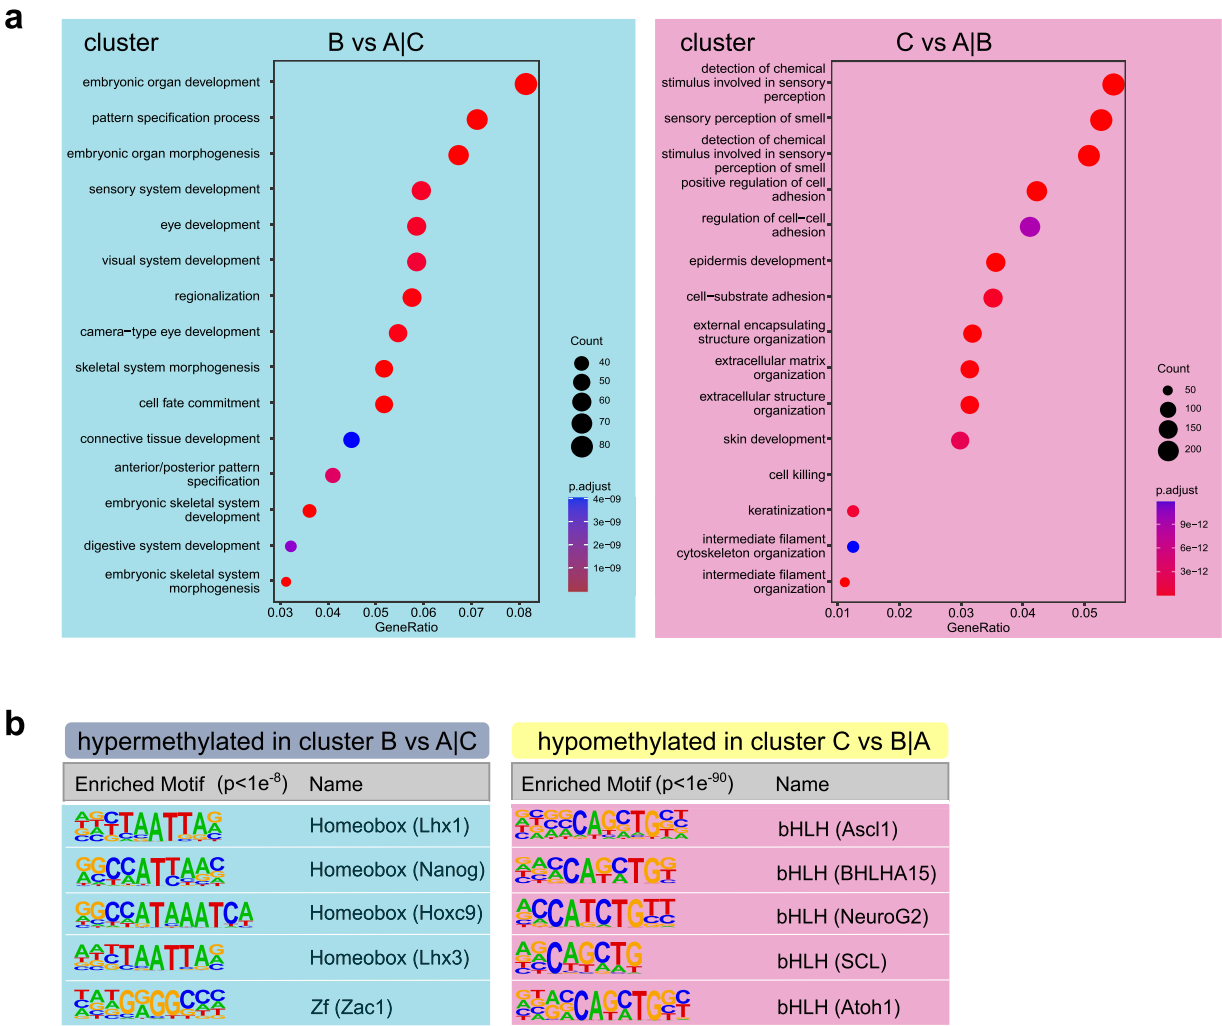 a
cluster
B vs A|C
embryonic organ development
pattern specification process
embryonic organ morphogenesis
sensory system development
eye development
visual system development
regionalization
camera−type eye development
skeletal system morphogenesis
cell fate commitment
connective tissue development
anterior/posterior pattern
specification
embryonic skeletal system
development
digestive system development
embryonic skeletal system
morphogenesis
0.03 0.04 0.05 0.06 0.07 0.08
GeneRatio
Count
40
50
60
70
80
p.adjust
4e−09
3e−09
2e−09
1e−09
cluster
C vs A|B
detection of chemical
stimulus involved in sensory
perception
sensory perception of smell
detection of chemical
stimulus involved in sensory
perception of smell
positive regulation of cell
adhesion
regulation of cell−cell
adhesion
epidermis development
cell−substrate adhesion
external encapsulating
structure organization
extracellular matrix
organization
extracellular structure
organization
skin development
cell killing
keratinization
intermediate filament
cytoskeleton organization
intermediate filament
organization
0.01 0.02 0.03 0.04 0.05
GeneRatio
Count
50
100
150
200
p.adjust
9e−12
6e−12
3e−12
b
hypermethylated in cluster B vs A|C
Enriched Motif (p<1e-8) Name
Homeobox (Lhx1)
Homeobox (Nanog)
Homeobox (Hoxc9)
Homeobox (Lhx3)
Zf (Zac1)
hypomethylated in cluster C vs B|A
Enriched Motif (p<1e-90) Name
bHLH (Ascl1)
bHLH (BHLHA15)
bHLH (NeuroG2)
bHLH (SCL)
bHLH (Atoh1)